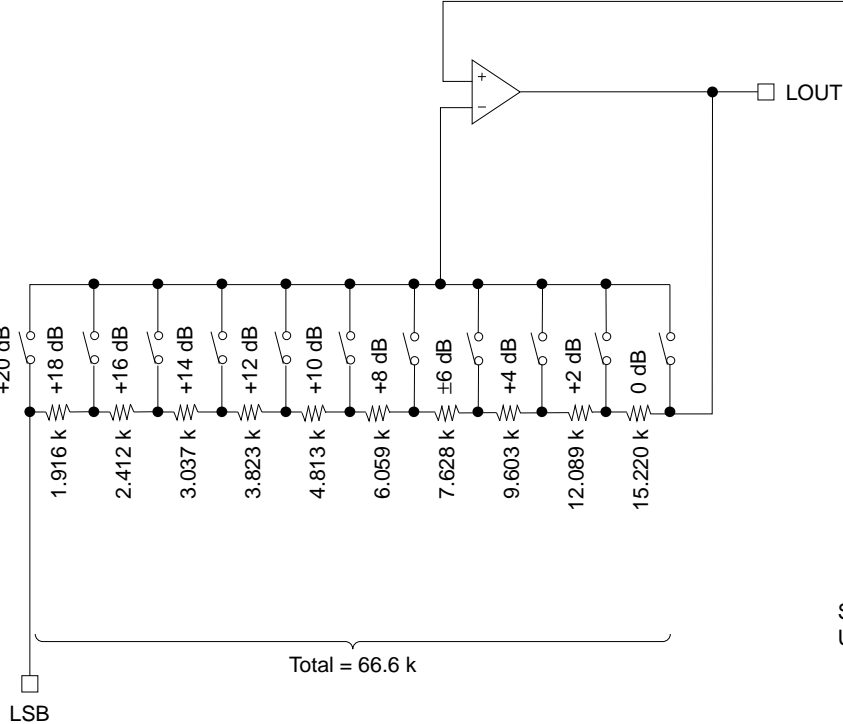 +
−
LOUT
+20 dB
+18 dB
+16 dB
+14 dB
+12 dB
+10 dB
+8 dB
±6 dB
+4 dB
+2 dB
0 dB
1.916 k
2.412 k
3.037 k
3.823 k
4.813 k
6.059 k
7.628 k
9.603 k
12.089 k
15.220 k
Total = 66.6 k
LSB